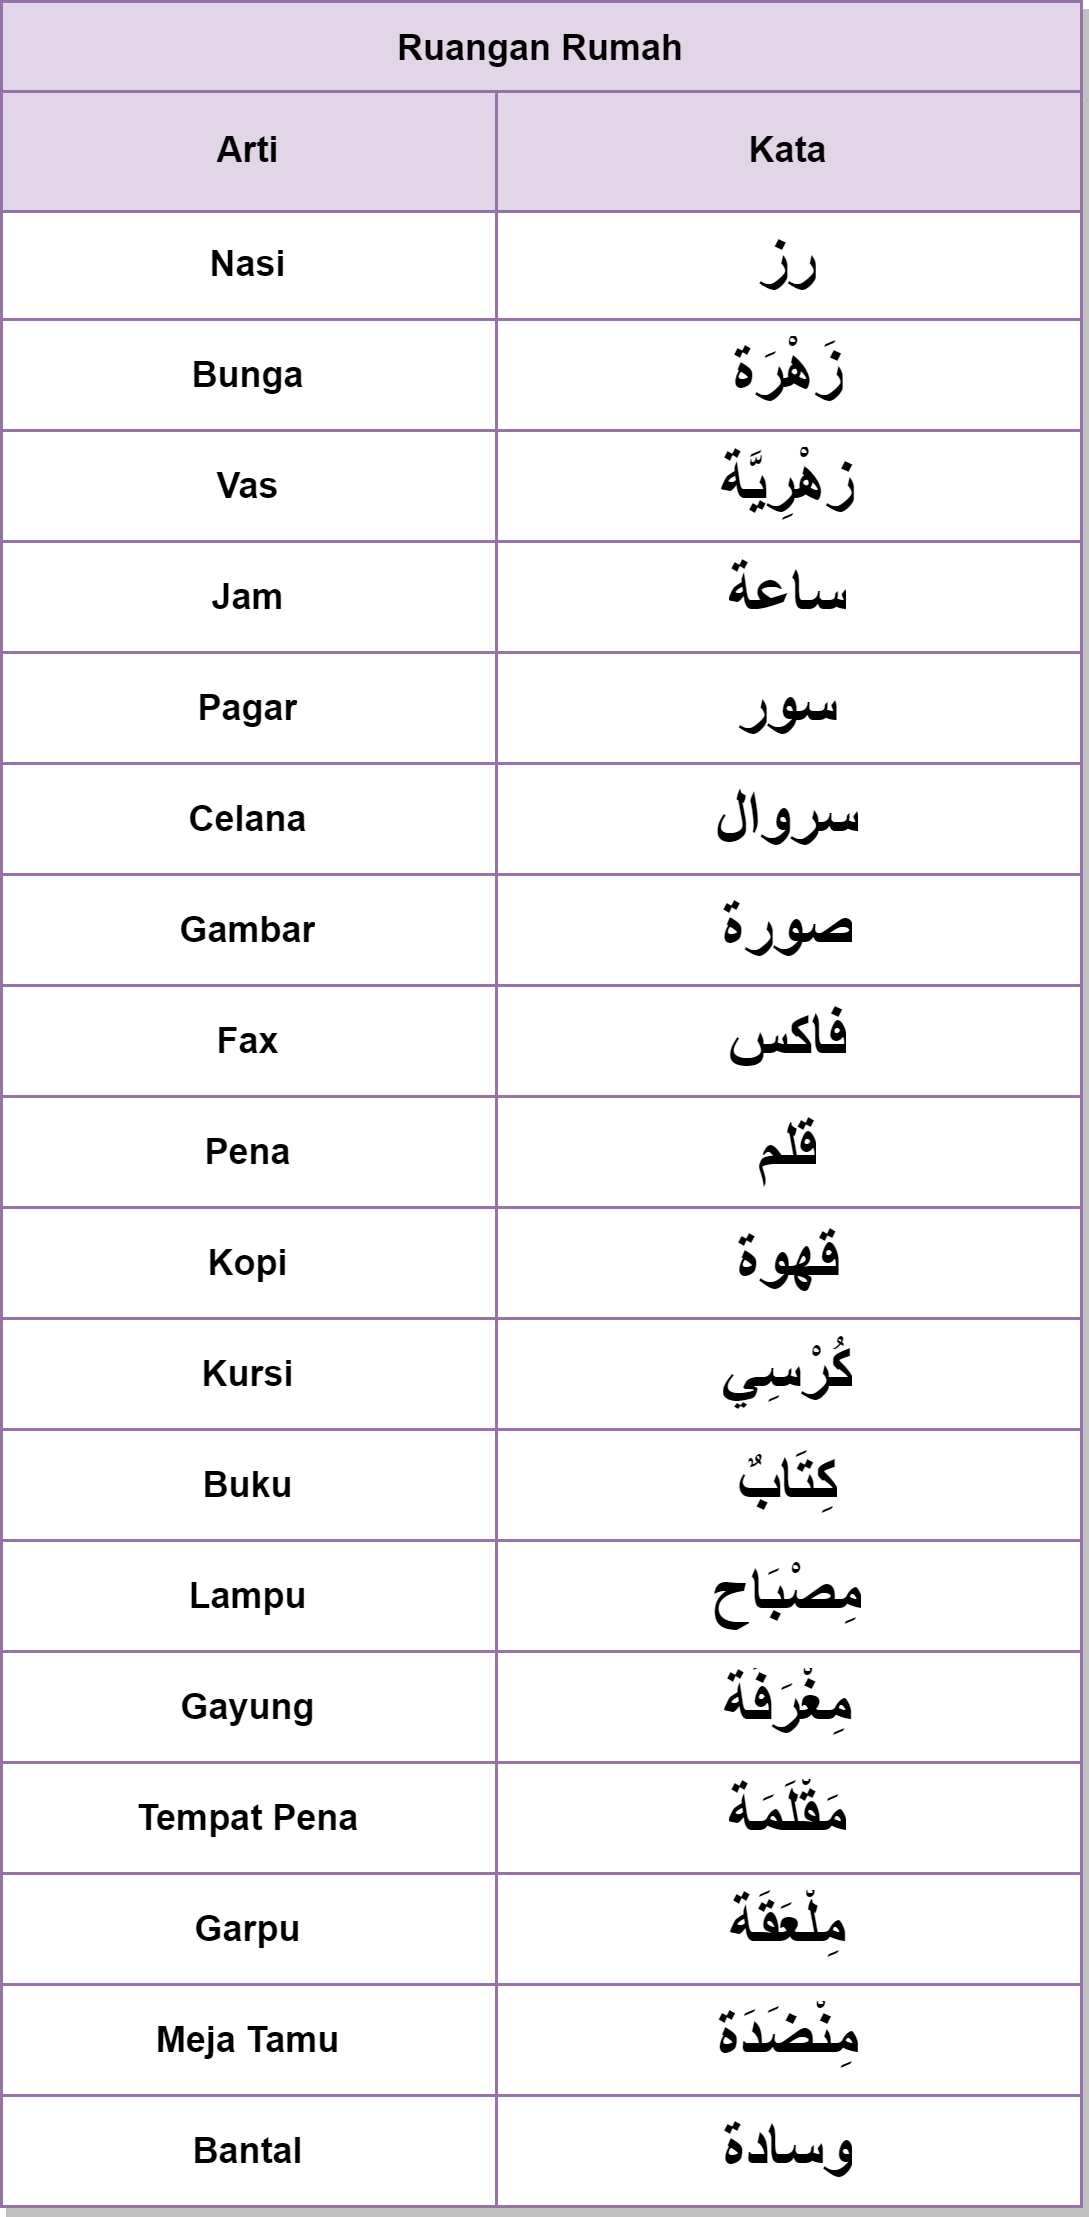 Ruangan Rumah
Arti Kata
Nasi رز
Bunga زَهْرَة
Vas زهْرِيَّة
Jam ساعة
Pagar سور
Celana سروال
Gambar صورة
Fax فاكس
Pena قلم
Kopi قهوة
Kursi كُرْسِي
Buku كِتَابٌ
Lampu مِصْبَاح
Gayung مِغْرَفَة
Tempat Pena مَقْلَمَة
Garpu مِلْعَقَة
Meja Tamu مِنْضَدَة
Bantal وسادة